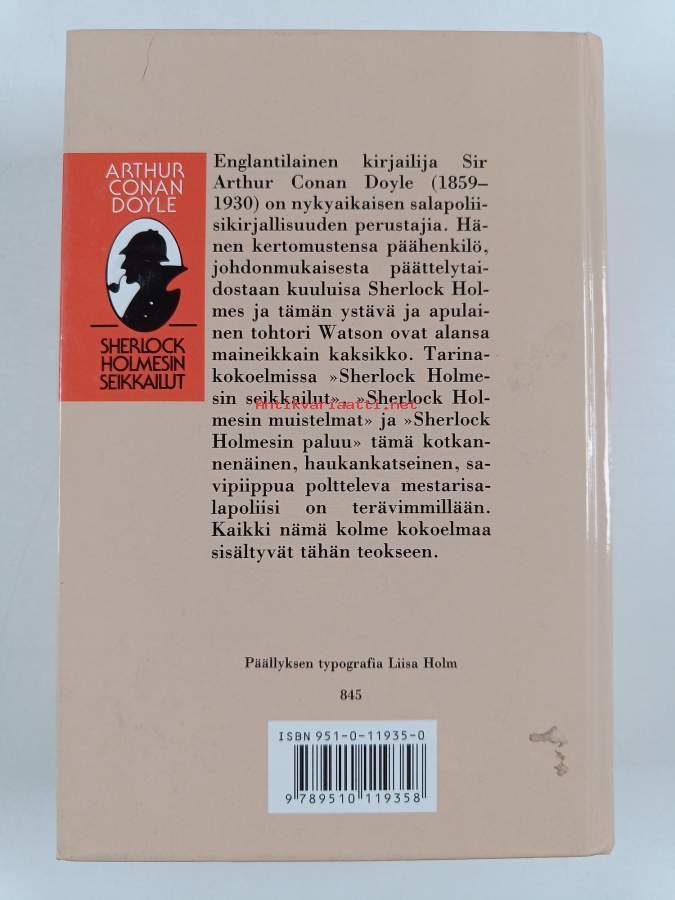 ARTHUR
CONAN
DOYLE
SHERLOCK
HOLMESIN
SEIKKAILUT
Englantilainen kirjailija Sir
Arthur Conan Doyle (1859–
1930) on nykyaikaisen salapolii-
sikirjallisuuden perustajia. Hä-
nen kertomustensa päähenkilö,
johdonmukaisesta päättelytai-
dostaan kuuluisa Sherlock Hol-
mes ja tämän ystävä ja apulai-
nen tohtori Watson ovat alansa
maineikkain kaksikko. Tarina-
kokoelmissa »Sherlock Holme-
sin seikkailut», »Sherlock Hol-
mesin muistelmat» ja »Sherlock
Holmesin paluu» tämä kotkan-
nenäinen, haukankatseinen, sa-
vipiippua poltteleva mestarisa-
lapoliisi on terävimmillään.
Kaikki nämä kolme kokoelmaa
sisältyvät tähän teokseen.
Antikvariaatti.net
Päällyksen typografia Liisa Holm
845
ISBN 951-0-11935-0
9 789510 119358